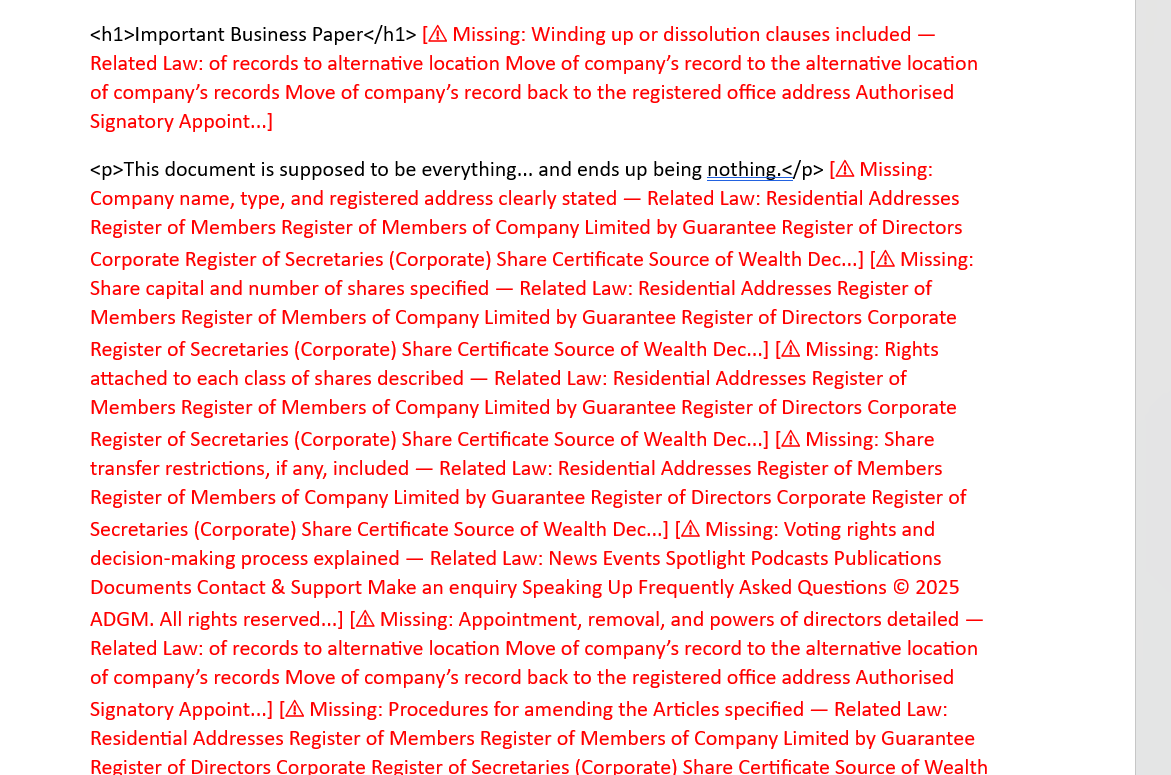 <h1>Important Business Paper</h1> [⚠ Missing: Winding up or dissolution clauses included —
Related Law: of records to alternative location Move of company’s record to the alternative location
of company’s records Move of company’s record back to the registered office address Authorised
Signatory Appoint...]
<p>This document is supposed to be everything... and ends up being nothing.</p> [⚠ Missing:
Company name, type, and registered address clearly stated — Related Law: Residential Addresses
Register of Members Register of Members of Company Limited by Guarantee Register of Directors
Corporate Register of Secretaries (Corporate) Share Certificate Source of Wealth Dec...] [⚠ Missing:
Share capital and number of shares specified — Related Law: Residential Addresses Register of
Members Register of Members of Company Limited by Guarantee Register of Directors Corporate
Register of Secretaries (Corporate) Share Certificate Source of Wealth Dec...] [⚠ Missing: Rights
attached to each class of shares described — Related Law: Residential Addresses Register of
Members Register of Members of Company Limited by Guarantee Register of Directors Corporate
Register of Secretaries (Corporate) Share Certificate Source of Wealth Dec...] [⚠ Missing: Share
transfer restrictions, if any, included — Related Law: Residential Addresses Register of Members
Register of Members of Company Limited by Guarantee Register of Directors Corporate Register of
Secretaries (Corporate) Share Certificate Source of Wealth Dec...] [⚠ Missing: Voting rights and
decision-making process explained — Related Law: News Events Spotlight Podcasts Publications
Documents Contact & Support Make an enquiry Speaking Up Frequently Asked Questions © 2025
ADGM. All rights reserved...] [⚠ Missing: Appointment, removal, and powers of directors detailed —
Related Law: of records to alternative location Move of company’s record to the alternative location
of company’s records Move of company’s record back to the registered office address Authorised
Signatory Appoint...] [⚠ Missing: Procedures for amending the Articles specified — Related Law:
Residential Addresses Register of Members Register of Members of Company Limited by Guarantee
Register of Directors Corporate Register of Secretaries (Corporate) Share Certificate Source of Wealth